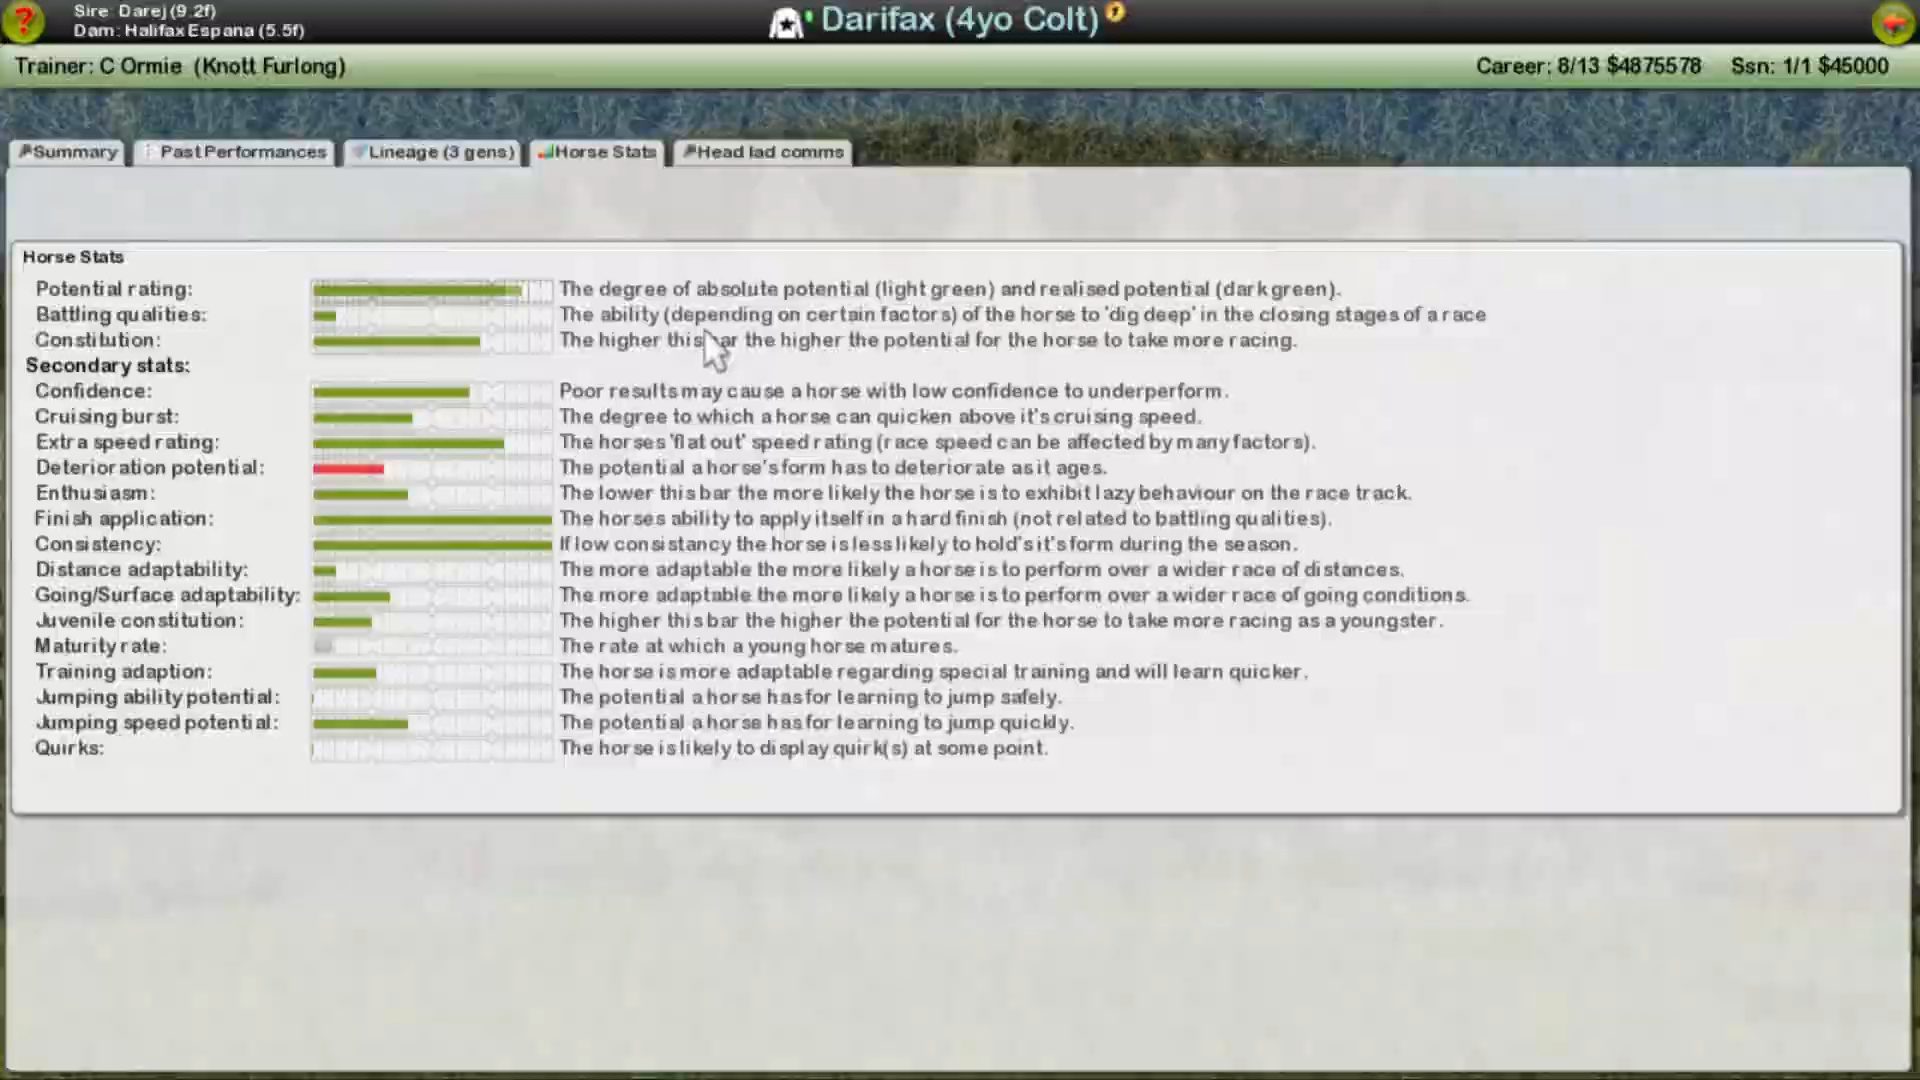 Sire: Darej (9.2f)
Dam: Halifax Espana (5.5f)
Darifax (4yo Colt)
Trainer: C Ormie (Knott Furlong)
Career: 8/13 $4875578 Ssn: 1/1 $45000
Summary
Past Performances
Lineage (3 gens)
Horse Stats
Head lad comms
Horse Stats
Potential rating: The degree of absolute potential (light green) and realised potential (dark green).
Battling qualities: The ability (depending on certain factors) of the horse to 'dig deep' in the closing stages of a race
Constitution: The higher this bar the higher the potential for the horse to take more racing.
Secondary stats:
Confidence: Poor results may cause a horse with low confidence to underperform.
Cruising burst: The degree to which a horse can quicken above it's cruising speed.
Extra speed rating: The horses 'flat out' speed rating (race speed can be affected by many factors).
Deterioration potential: The potential a horse's form has to deteriorate as it ages.
Enthusiasm: The lower this bar the more likely the horse is to exhibit lazy behaviour on the race track.
Finish application: The horses ability to apply itself in a hard finish (not related to battling qualities).
Consistency: If low consistancy the horse is less likely to hold's it's form during the season.
Distance adaptability: The more adaptable the more likely a horse is to perform over a wider race of distances.
Going/Surface adaptability: The more adaptable the more likely a horse is to perform over a wider race of going conditions.
Juvenile constitution: The higher this bar the higher the potential for the horse to take more racing as a youngster.
Maturity rate: The rate at which a young horse matures.
Training adaption: The horse is more adaptable regarding special training and will learn quicker.
Jumping ability potential: The potential a horse has for learning to jump safely.
Jumping speed potential: The potential a horse has for learning to jump quickly.
Quirks: The horse is likely to display quirk(s) at some point.